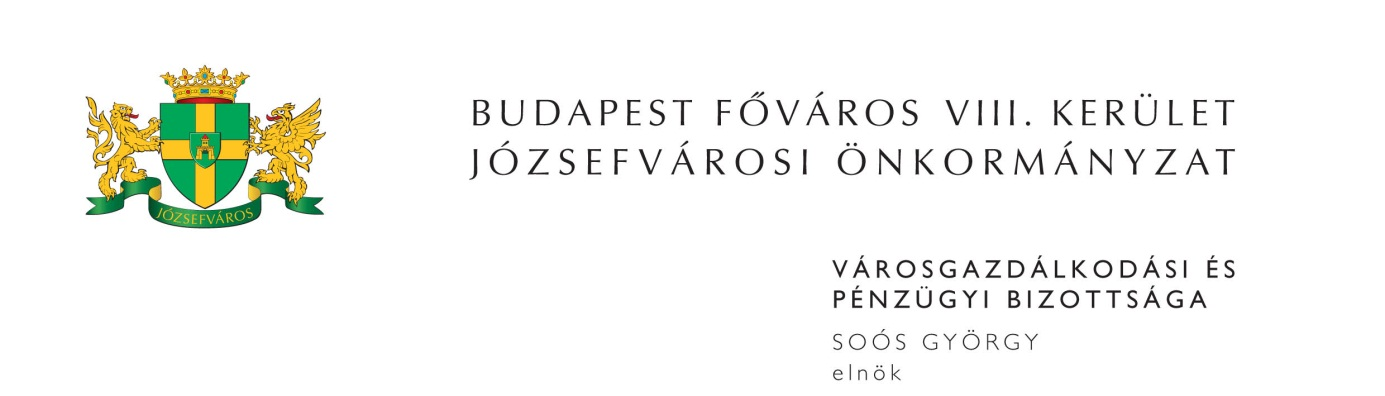 BUDAPEST FŐVÁROS VIII. KERÜLET
JÓZSEFVÁROSI ÖNKORMÁNYZAT
JÓZSEFVÁROS
VÁROSGAZDÁLKODÁSI ÉS
PÉNZÜGYI BIZOTTSÁGA
SOÓS GYÖRGY
elnök